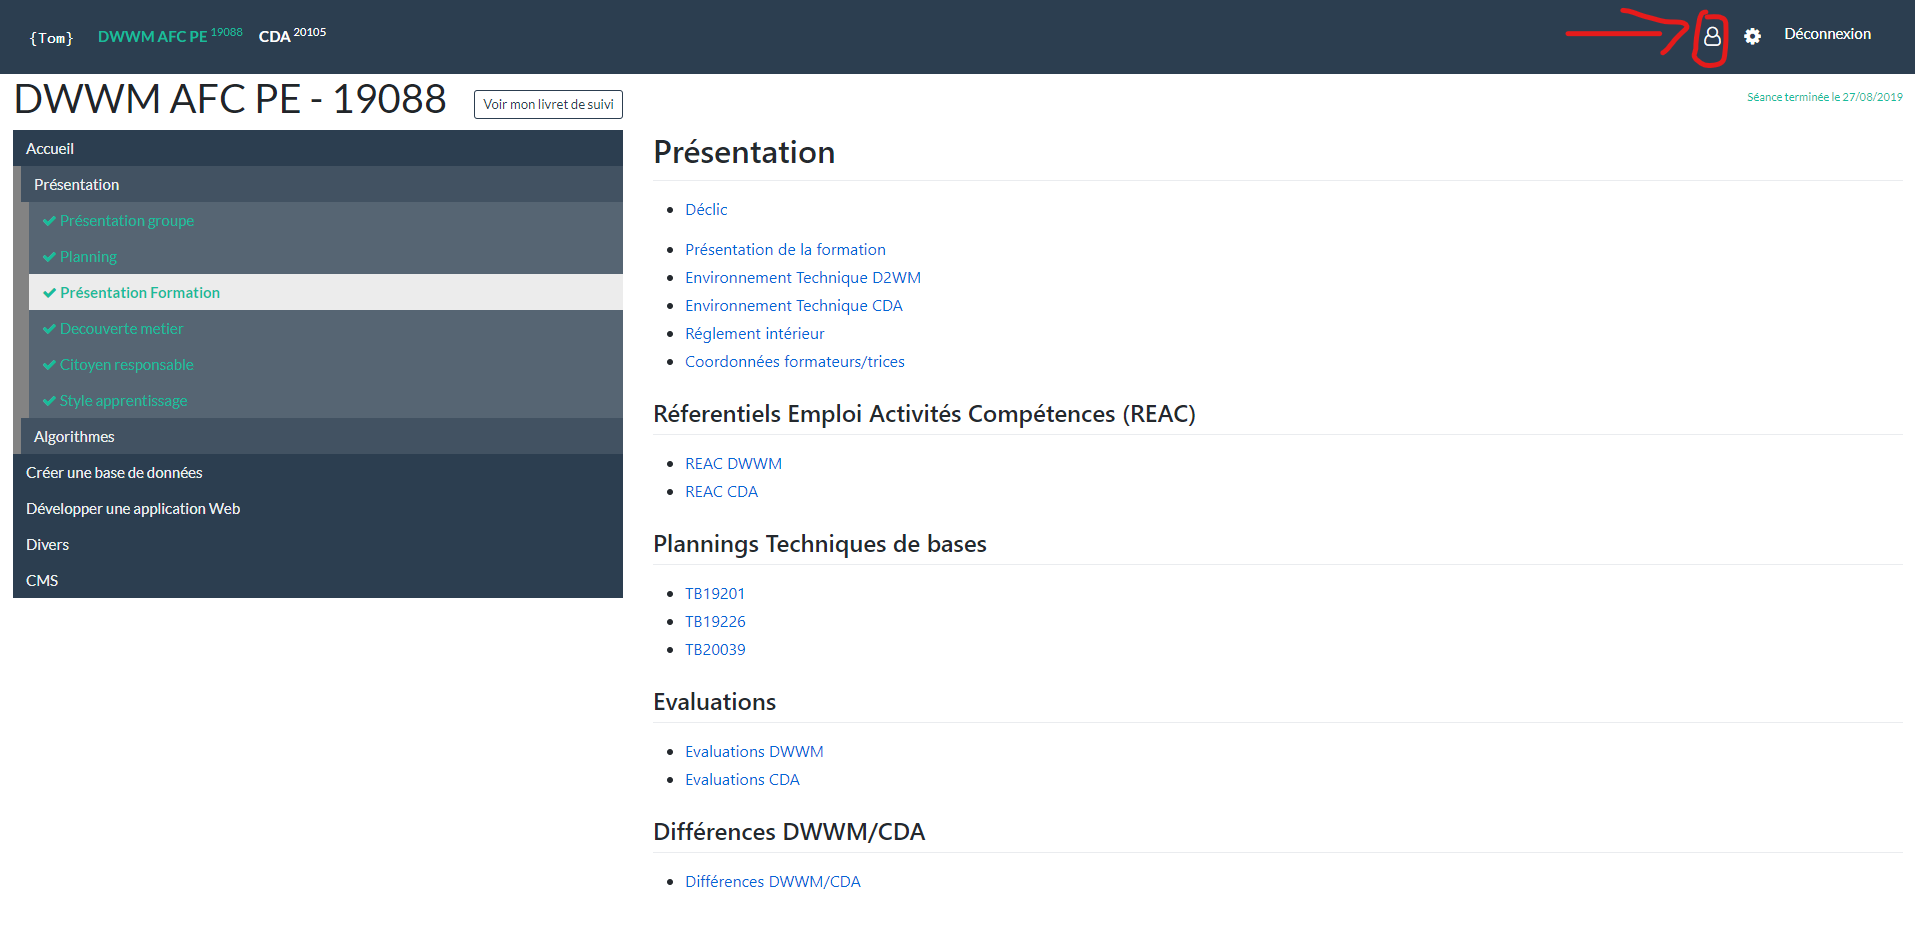 {Tom} DWWM AFC PE 19088 CDA 20105 Déconnexion
DWWM AFC PE - 19088 Voir mon livret de suivi Séance terminée le 27/08/2019
Accueil
Présentation
Présentation groupe
Planning
Présentation Formation
Decouverte metier
Citoyen responsable
Style apprentissage
Algorithmes
Créer une base de données
Développer une application Web
Divers
CMS
Présentation
Déclic
Présentation de la formation
Environnement Technique D2WM
Environnement Technique CDA
Réglement intérieur
Coordonnées formateurs/trices
Réferentiels Emploi Activités Compétences (REAC)
REAC DWWM
REAC CDA
Plannings Techniques de bases
TB19201
TB19226
TB20039
Evaluations
Evaluations DWWM
Evaluations CDA
Différences DWWM/CDA
Différences DWWM/CDA